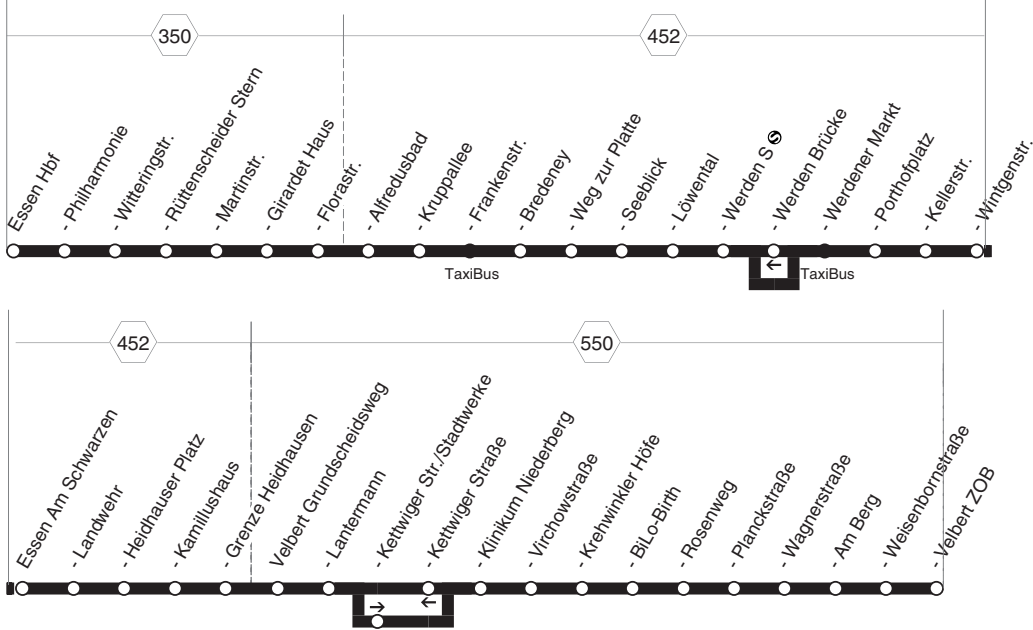 350
452
Essen Hbf
- Philharmonie
- Witteringstr.
- Rüttenscheider Stern
- Martinstr.
- Girardet Haus
- Florastr.
- Alfredusbad
- Kruppallee
- Frankenstr.
- Bredeney
- Weg zur Platte
- Seeblick
- Löwental
- Werden S
- Werden Brücke
- Werdener Markt
- Porthofplatz
- Kellerstr.
- Wintgenstr.
TaxiBus
TaxiBus
452
550
Essen Am Schwarzen
- Landwehr
- Heidhauser Platz
- Kamillushaus
- Grenze Heidhausen
Velbert Grundscheidsweg
- Lantermann
- Kettwiger Str./Stadtwerke
- Kettwiger Straße
- Klinikum Niederberg
- Virchowstraße
- Krehwinkler Höfe
- BiLo-Birth
- Rosenweg
- Planckstraße
- Wagnerstraße
- Am Berg
- Weisenbornstraße
- Velbert ZOB